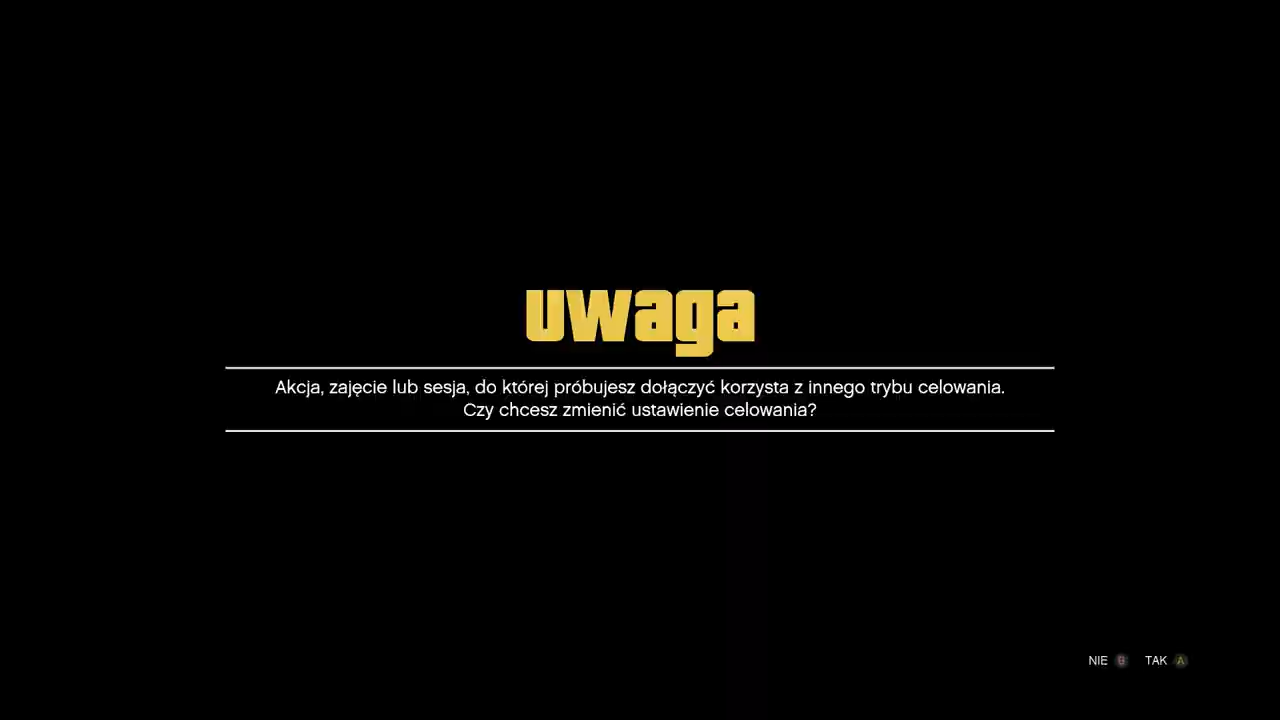 uwaga
Akcja, zajęcie lub sesja, do której próbujesz dołączyć korzysta z innego trybu celowania.
Czy chcesz zmienić ustawienie celowania?
NIE B TAK A